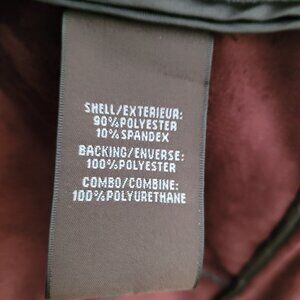 SHELL/EXTERIEUR:
90%POLYESTER
10%SPANDEX
BACKING/ENVERSE:
100%POLYESTER
COMBO/COMBINE:
100%POLYURETHANE